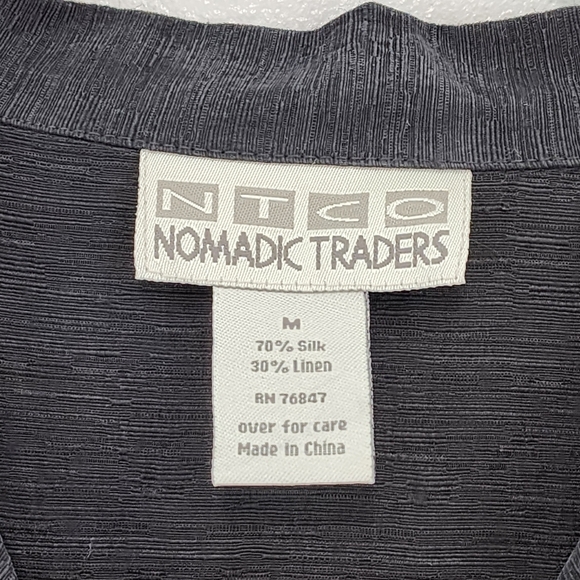 NTCO
NOMADIC TRADERS
M
70% Silk
30% Linen
RN 76847
over for care
Made in China